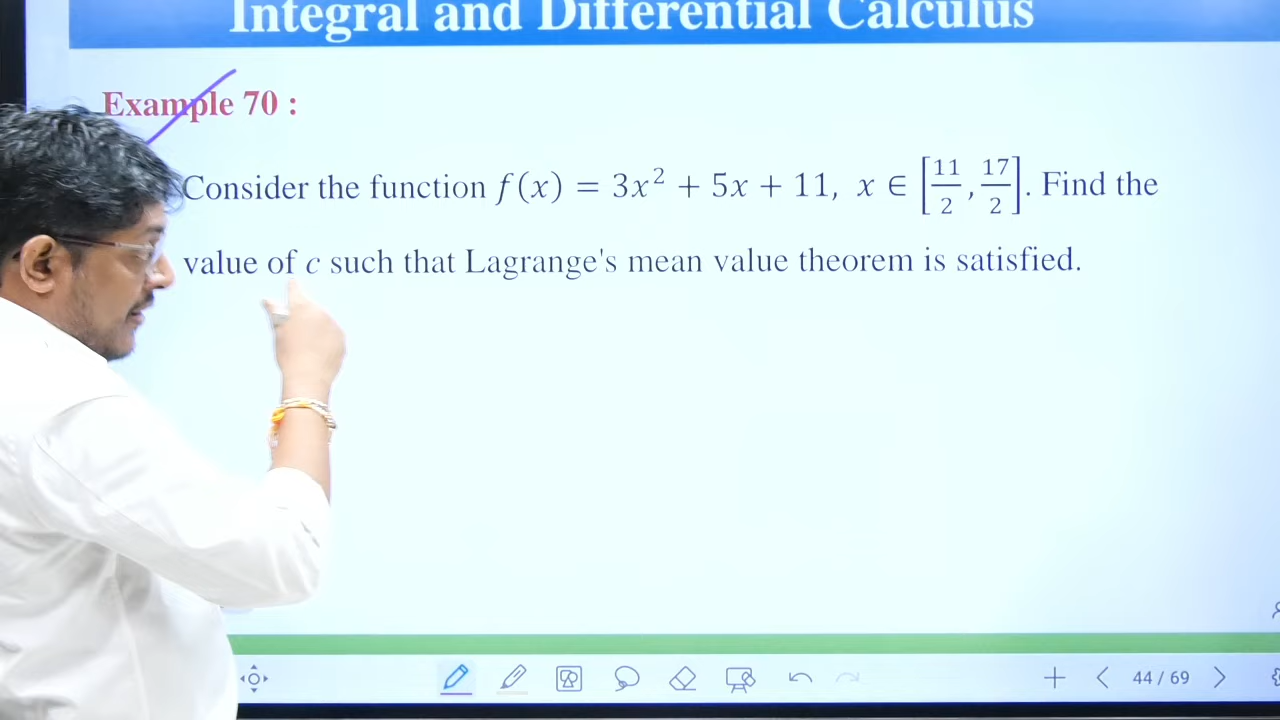 Integral and Differential Calculus
Example 70 :
Consider the function f(x) = 3x² + 5x + 11, x ∈ [11/2, 17/2]. Find the
value of c such that Lagrange's mean value theorem is satisfied.
44 / 69